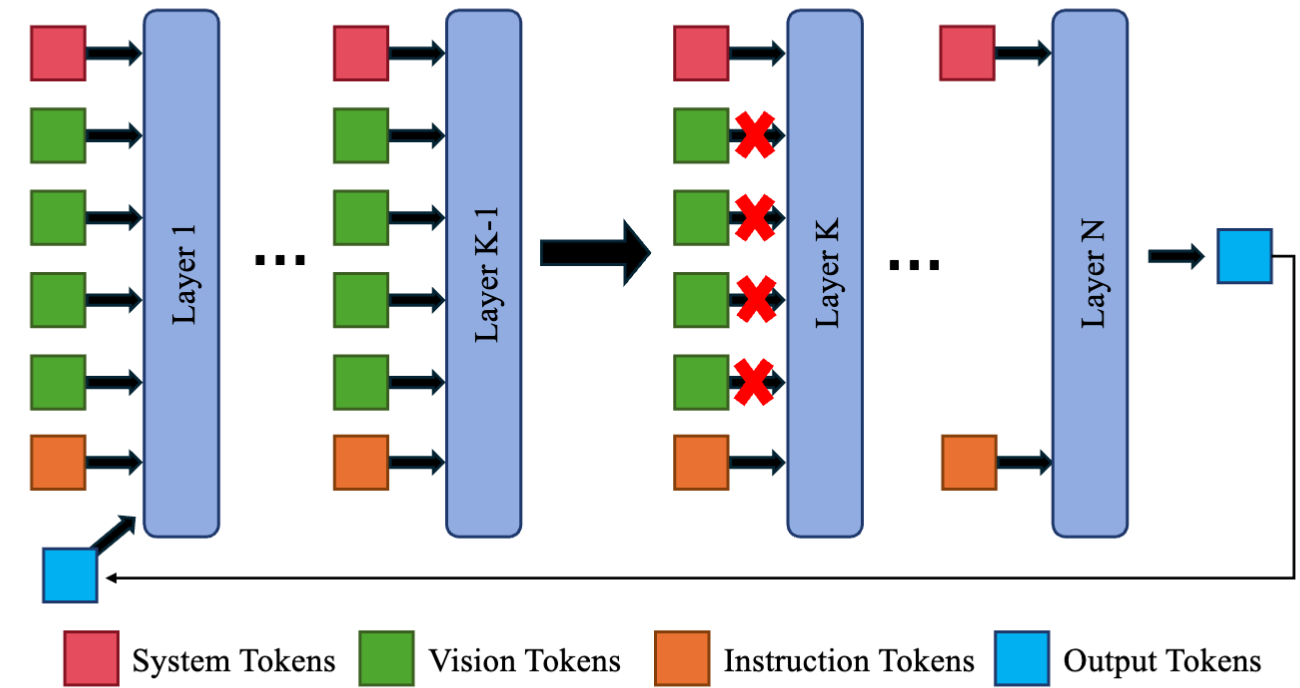 Layer 1
...
Layer K-1
Layer K
...
Layer N
System Tokens
Vision Tokens
Instruction Tokens
Output Tokens